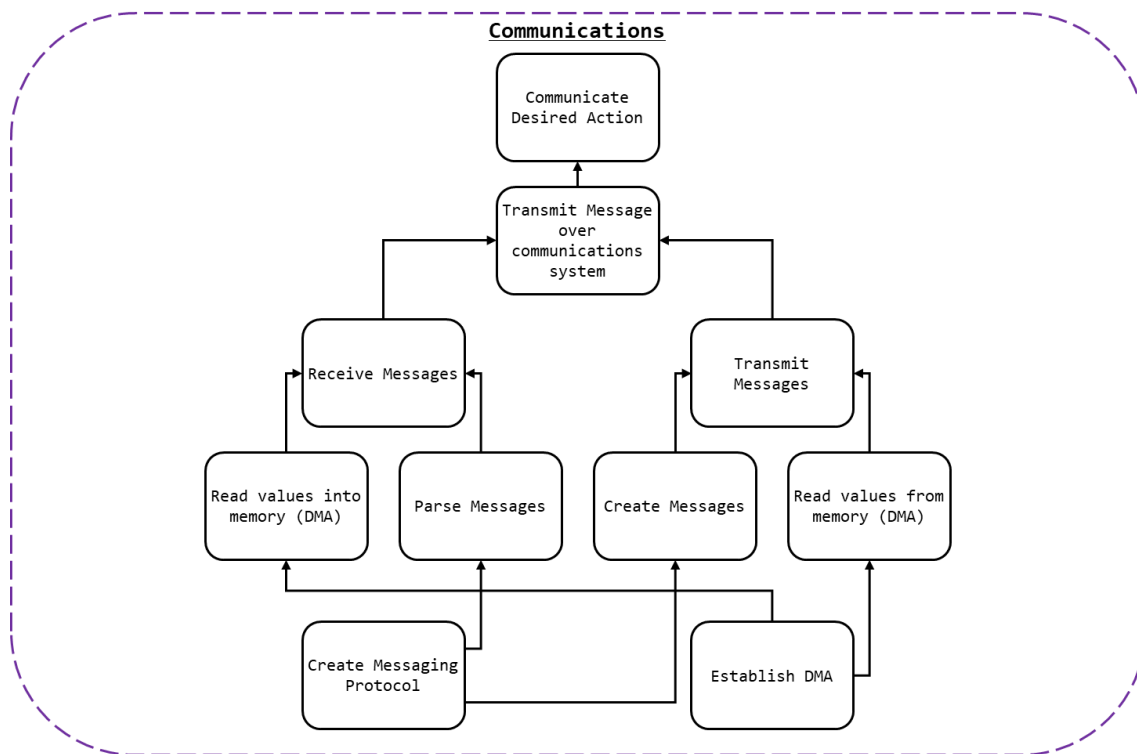 Communications
Communicate
Desired Action
Transmit Message
over
communications
system
Receive Messages
Transmit
Messages
Read values into
memory (DMA)
Parse Messages
Create Messages
Read values from
memory (DMA)
Create Messaging
Protocol
Establish DMA